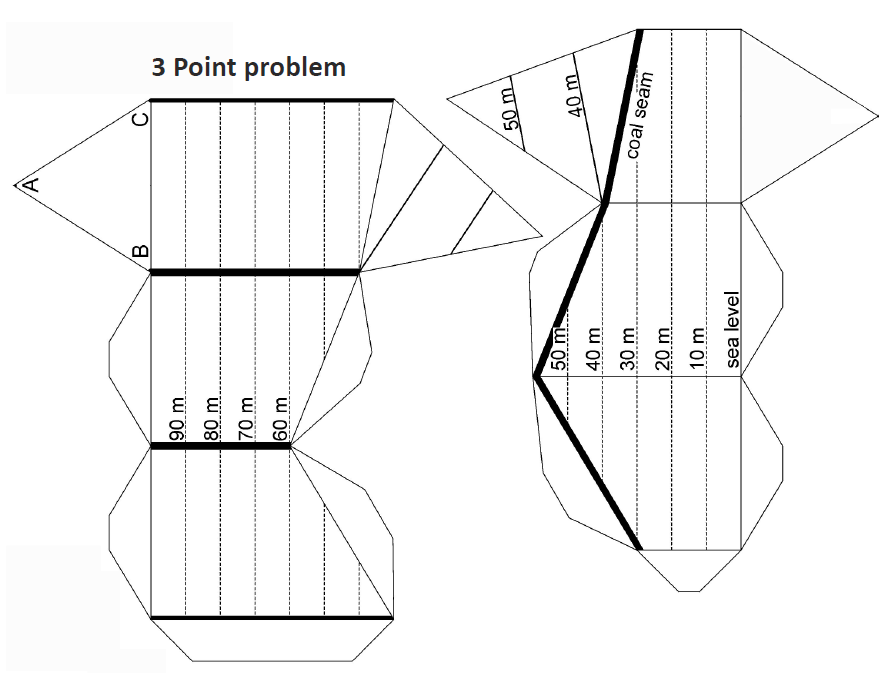 3 Point problem
C
A
B
90 m
80 m
70 m
60 m
50 m
40 m
coal seam
50 m
40 m
30 m
20 m
10 m
sea level